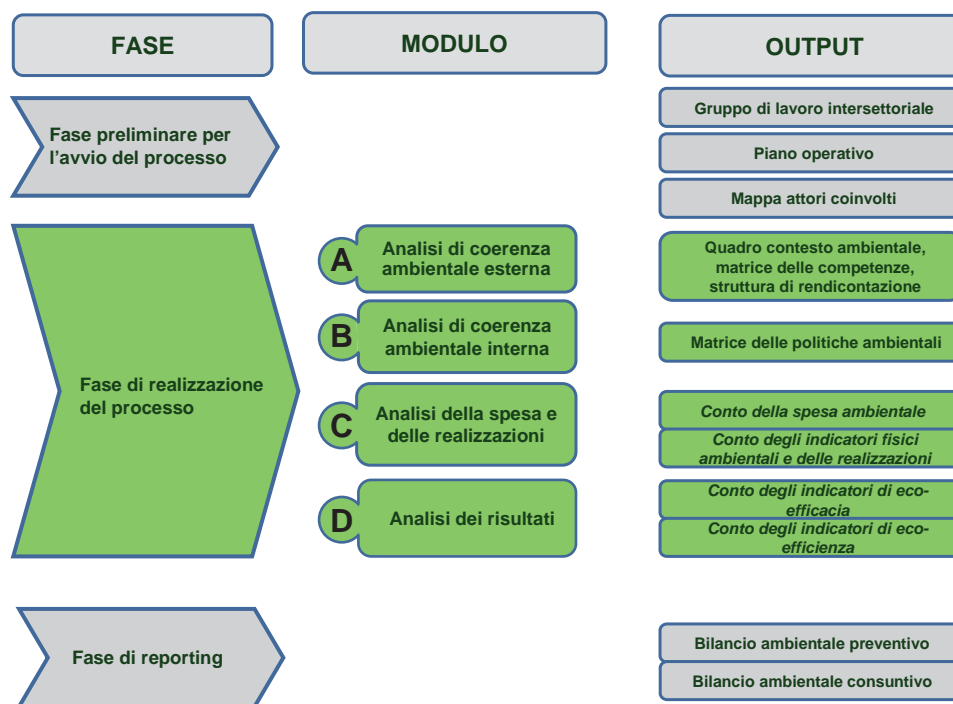 FASE
MODULO
OUTPUT
Fase preliminare per
l'avvio del processo
Gruppo di lavoro intersettoriale
Piano operativo
Mappa attori coinvolti
Fase di realizzazione
del processo
A
Analisi di coerenza
ambientale esterna
Quadro contesto ambientale,
matrice delle competenze,
struttura di rendicontazione
B
Analisi di coerenza
ambientale interna
Matrice delle politiche ambientali
C
Analisi della spesa e
delle realizzazioni
Conto della spesa ambientale
Conto degli indicatori fisici
ambientali e delle realizzazioni
D
Analisi dei risultati
Conto degli indicatori di eco-
efficacia
Conto degli indicatori di eco-
efficienza
Fase di reporting
Bilancio ambientale preventivo
Bilancio ambientale consuntivo